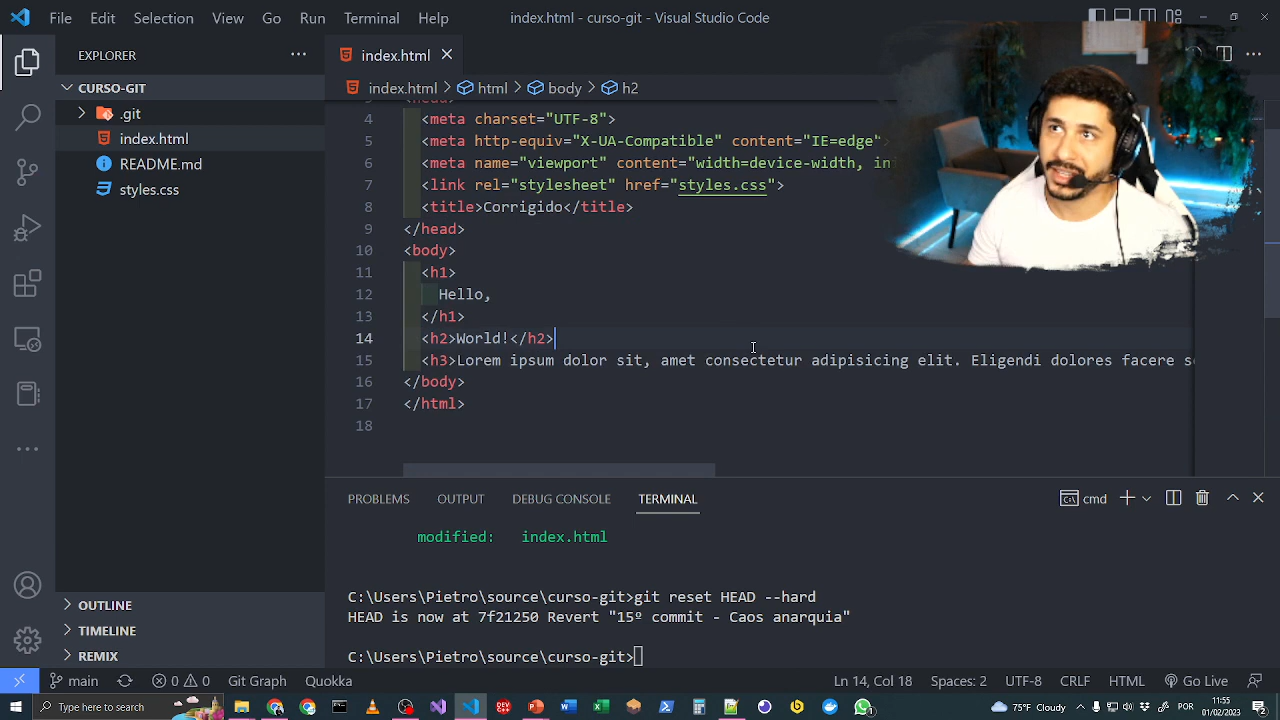 File Edit Selection View Go Run Terminal Help index.html - curso-git - Visual Studio Code
EXPLORER
CURSO-GIT
.git
index.html
README.md
styles.css
OUTLINE
TIMELINE
REMIX
index.html
index.html > html > body > h2
4 <meta charset="UTF-8">
5 <meta http-equiv="X-UA-Compatible" content="IE=edge">
6 <meta name="viewport" content="width=device-width,
7 <link rel="stylesheet" href="styles.css">
8 <title>Corrigido</title>
9 </head>
10 <body>
11 <h1>
12 Hello,
13 </h1>
14 <h2>World!</h2>
15 <h3>Lorem ipsum dolor sit, amet consectetur adipisicing elit. Eligendi dolores facere
16 </body>
17 </html>
18
PROBLEMS OUTPUT DEBUG CONSOLE TERMINAL cmd
modified: index.html
C:\Users\Pietro\source\curso-git>git reset HEAD --hard
HEAD is now at 7f21250 Revert "15º commit - Caos anarquia"
C:\Users\Pietro\source\curso-git>
main 0 0 Git Graph Quokka Ln 14, Col 18 Spaces: 2 UTF-8 CRLF HTML Go Live
Type here to search 75°F Cloudy PR 15:55
01/02/2023